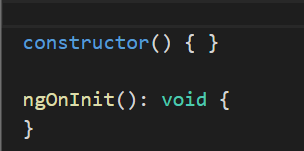 constructor() { }
ngOnInit(): void {
}